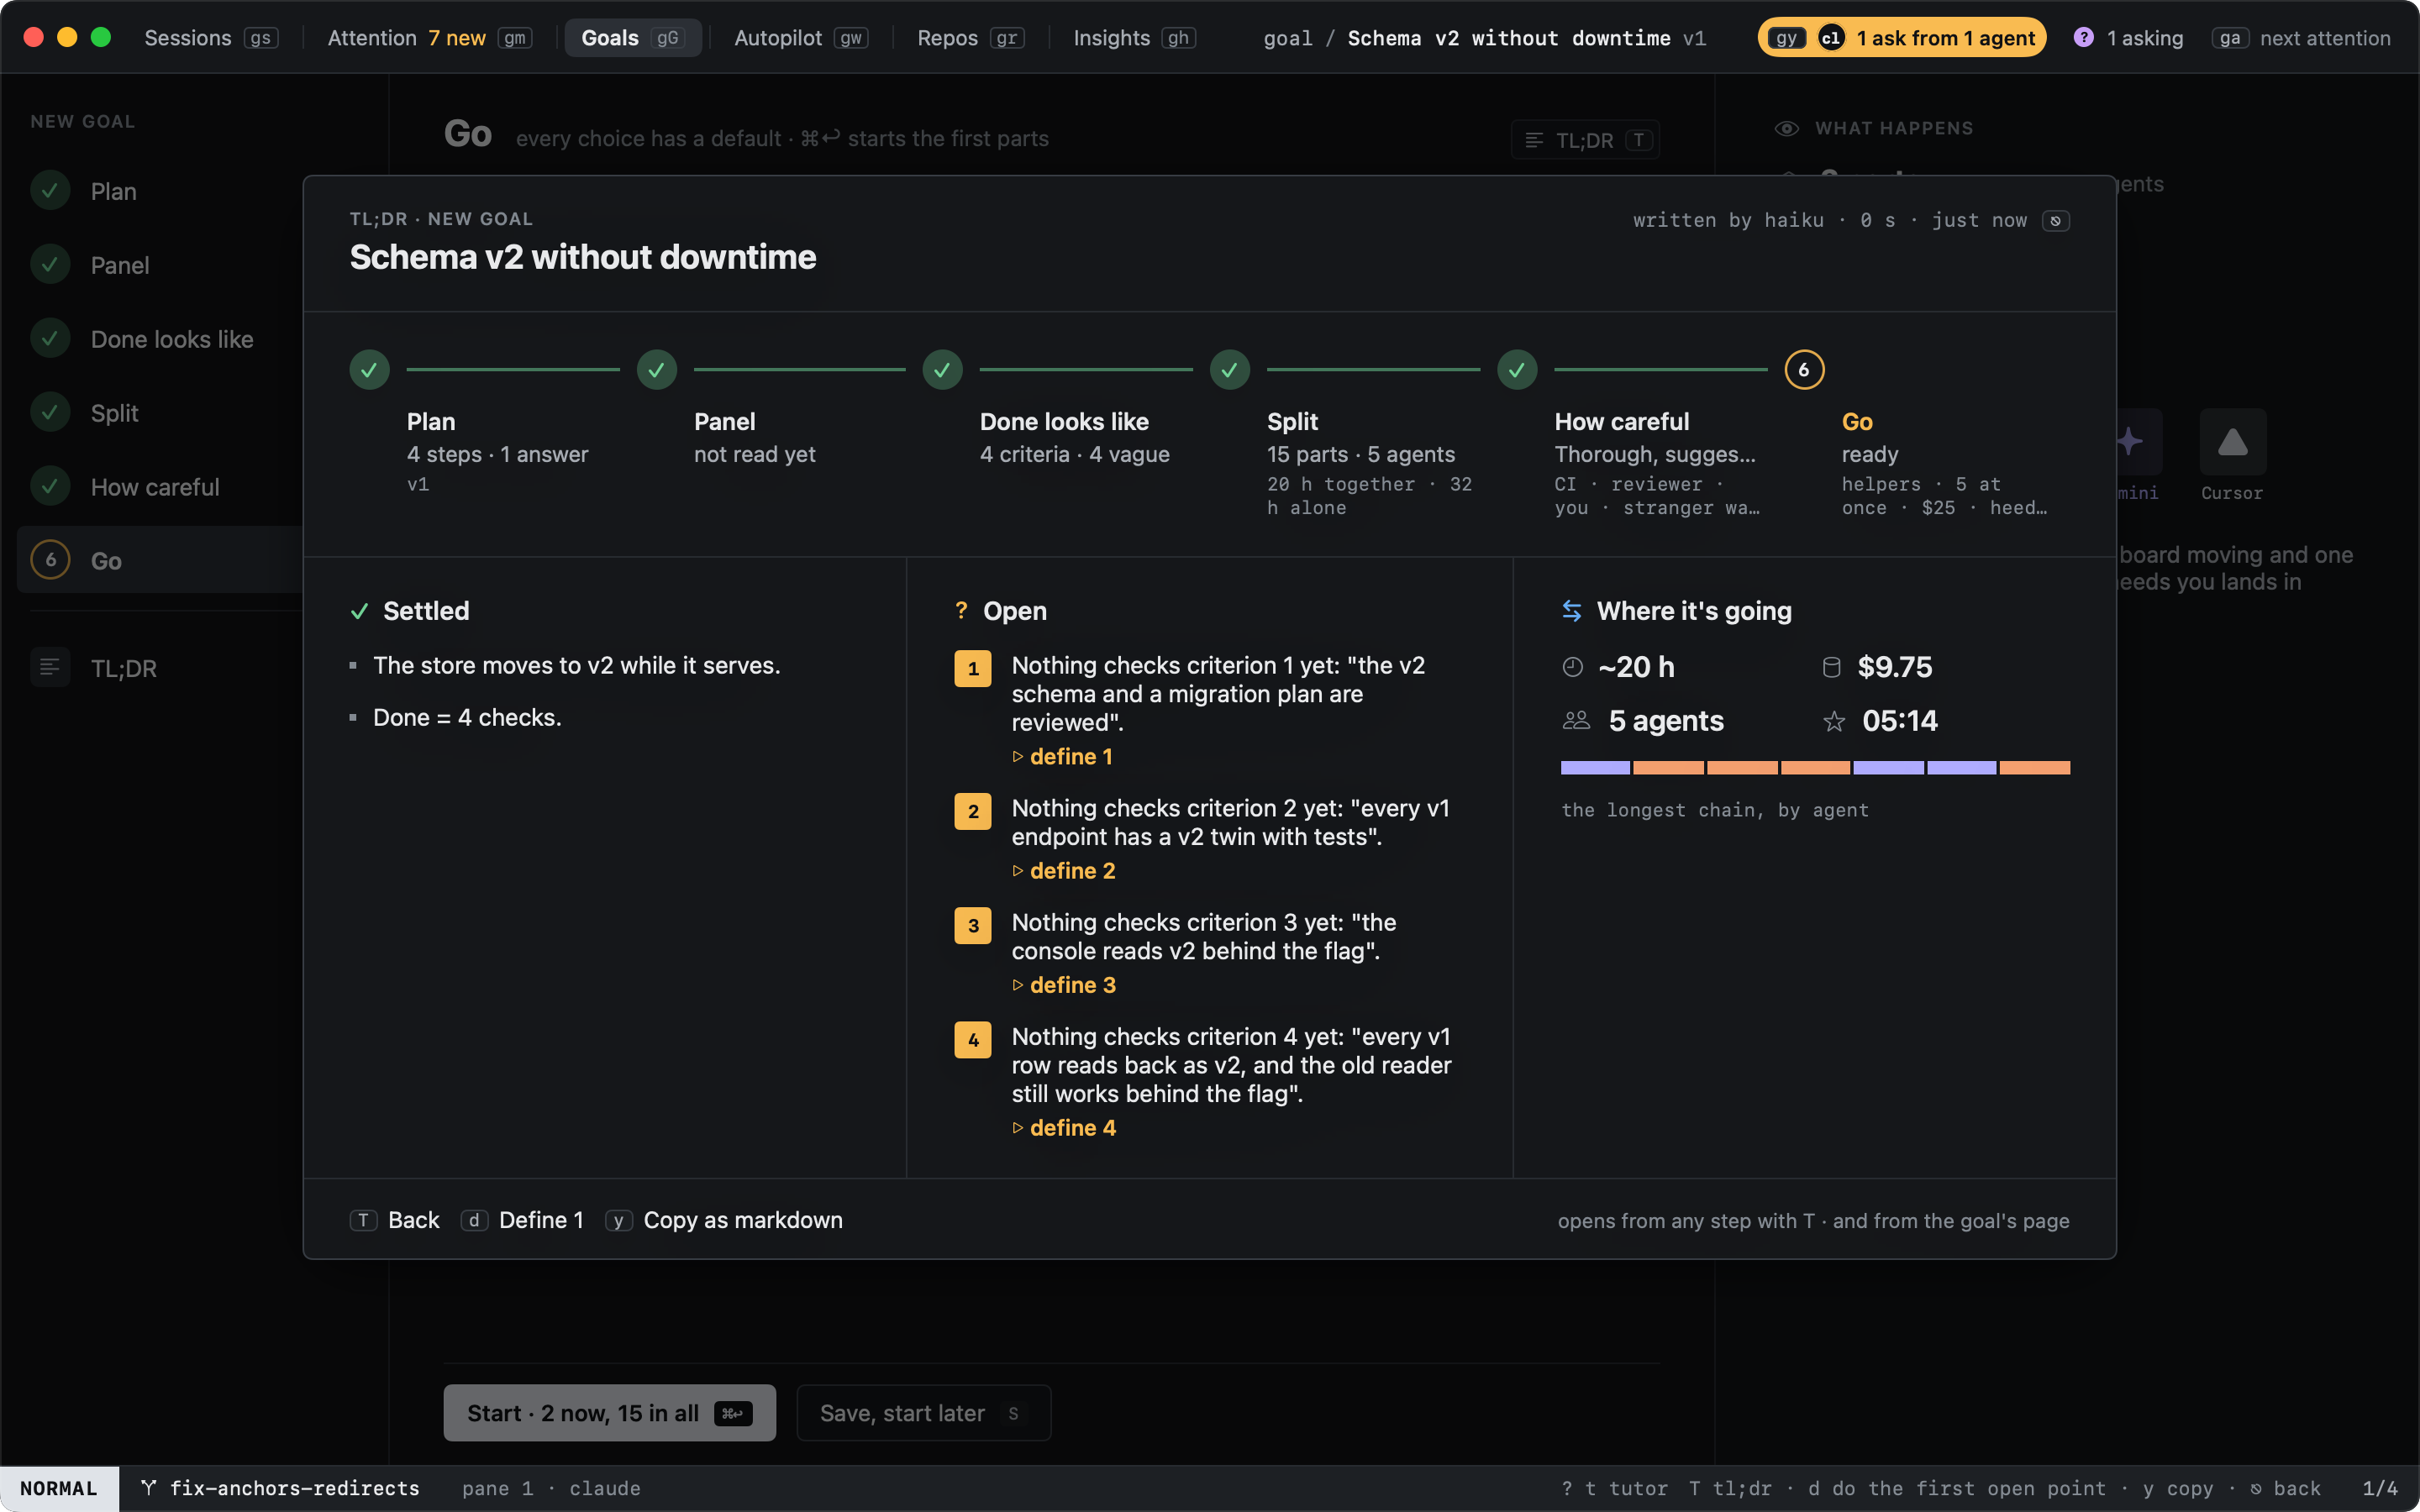 Sessions gs Attention 7 new gm Goals gG Autopilot gw Repos gr Insights gh goal / Schema v2 without downtime v1 gy cl 1 ask from 1 agent ? 1 asking ga next attention
NEW GOAL
Plan
Panel
Done looks like
Split
How careful
6 Go
TL;DR
Go every choice has a default · ⌘↩ starts the first parts TL;DR T
WHAT HAPPENS
TL;DR · NEW GOAL
Schema v2 without downtime
written by haiku · 0 s · just now
6
Plan
4 steps · 1 answer
v1
Panel
not read yet
Done looks like
4 criteria · 4 vague
Split
15 parts · 5 agents
20 h together · 32
h alone
How careful
Thorough, sugges…
CI · reviewer ·
you · stranger wa…
Go
ready
helpers · 5 at
once · $25 · heed…
Settled
The store moves to v2 while it serves.
Done = 4 checks.
? Open
1 Nothing checks criterion 1 yet: "the v2
schema and a migration plan are
reviewed".
▷ define 1
2 Nothing checks criterion 2 yet: "every v1
endpoint has a v2 twin with tests".
▷ define 2
3 Nothing checks criterion 3 yet: "the
console reads v2 behind the flag".
▷ define 3
4 Nothing checks criterion 4 yet: "every v1
row reads back as v2, and the old reader
still works behind the flag".
▷ define 4
Where it's going
~20 h $9.75
5 agents 05:14
the longest chain, by agent
T Back d Define 1 y Copy as markdown
opens from any step with T · and from the goal's page
Cursor
board moving and one
lands in
Start · 2 now, 15 in all ⌘↩
Save, start later S
NORMAL fix-anchors-redirects pane 1 · claude ? t tutor T tl;dr · d do the first open point · y copy · ⎋ back 1/4